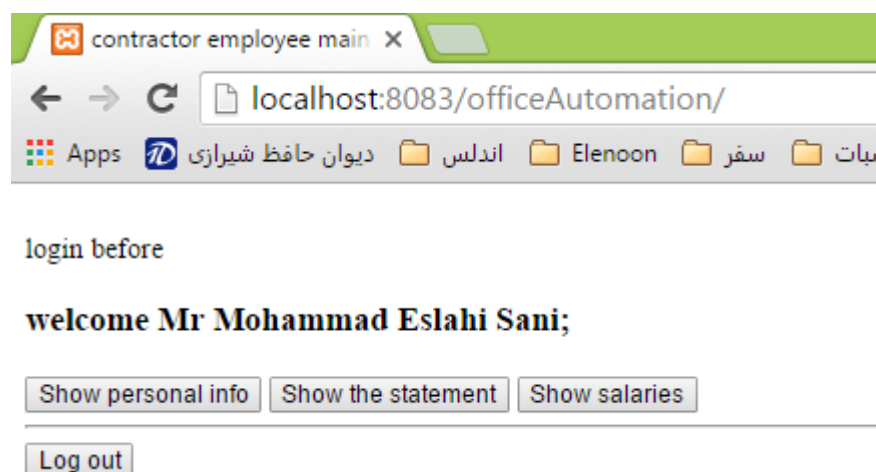 contractor employee main
localhost:8083/officeAutomation/
Apps دیوان حافظ شیرازی اندلس Elenoon سفر
login before
welcome Mr Mohammad Eslahi Sani;
Show personal info Show the statement Show salaries
Log out